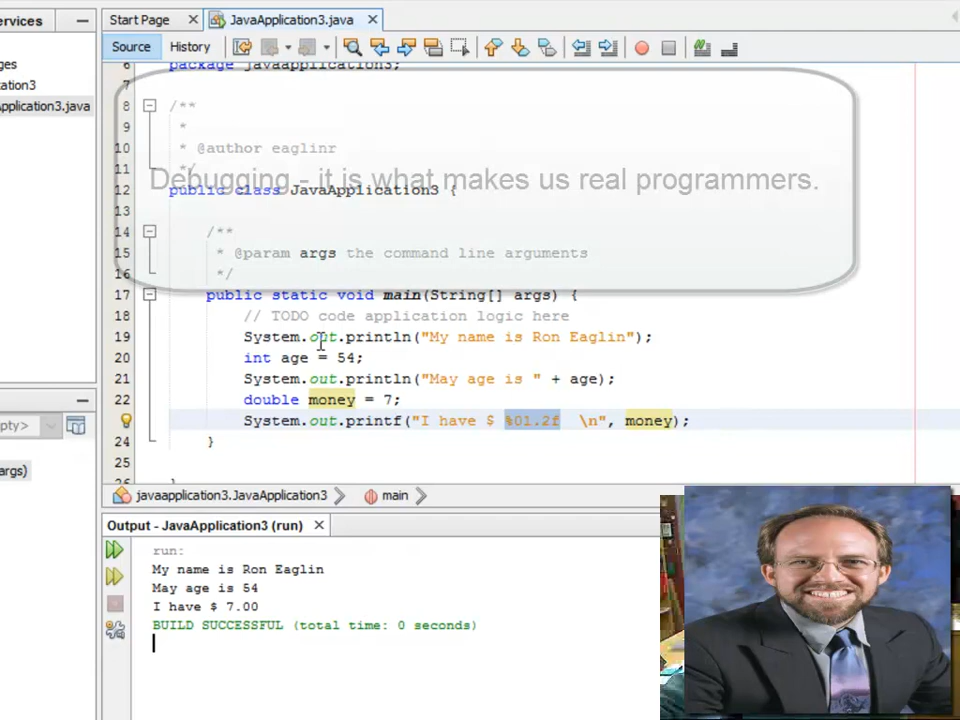 ervices
Start Page
JavaApplication3.java
Source
History
ges
ation3
pplication3.java
6 package javaapplication3;
7
8 /**
9 *
10 * @author eaglinr
11 */
Debugging - it is what makes us real programmers.
12 public class JavaApplication3 {
13
14 /**
15 * @param args the command line arguments
16 */
17 public static void main(String[] args) {
18 // TODO code application logic here
19 System.out.println("My name is Ron Eaglin");
20 int age = 54;
21 System.out.println("May age is " + age);
22 double money = 7;
System.out.printf("I have $ %01.2f  \n", money);
24 }
25
mpty>
args)
javaapplication3.JavaApplication3
main
Output - JavaApplication3 (run)
run:
My name is Ron Eaglin
May age is 54
I have $ 7.00
BUILD SUCCESSFUL (total time: 0 seconds)